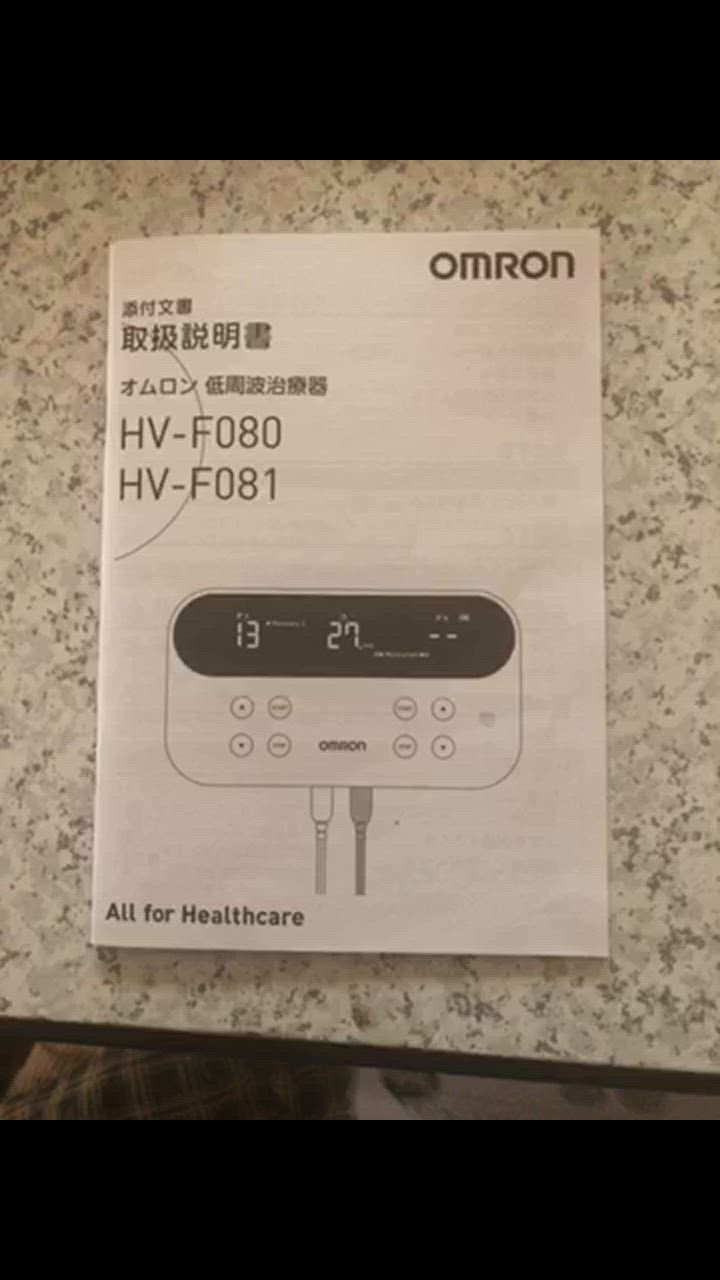 OMRON
添付文書
取扱説明書
オムロン 低周波治療器
HV-F080
HV-F081
13
27
--
OMRON
All for Healthcare